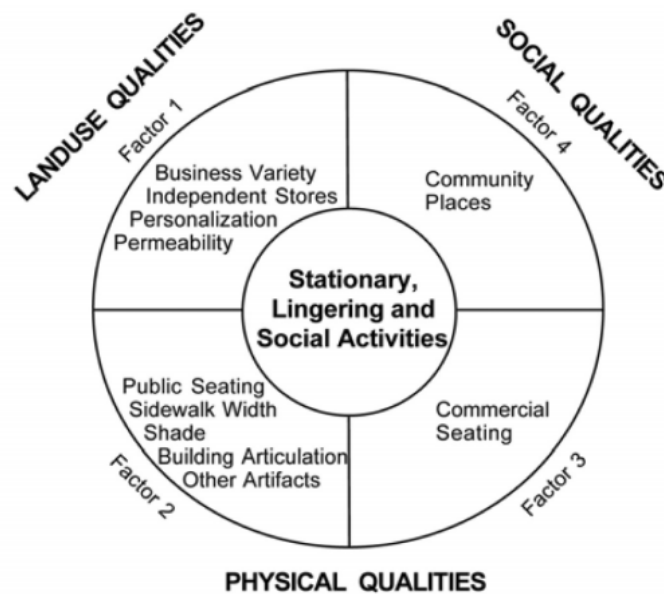 LANDUSE QUALITIES
Factor 1
Business Variety
Independent Stores
Personalization
Permeability
SOCIAL QUALITIES
Factor 4
Community
Places
Stationary,
Lingering and
Social Activities
Public Seating
Sidewalk Width
Shade
Building Articulation
Other Artifacts
Factor 2
Commercial
Seating
Factor 3
PHYSICAL QUALITIES